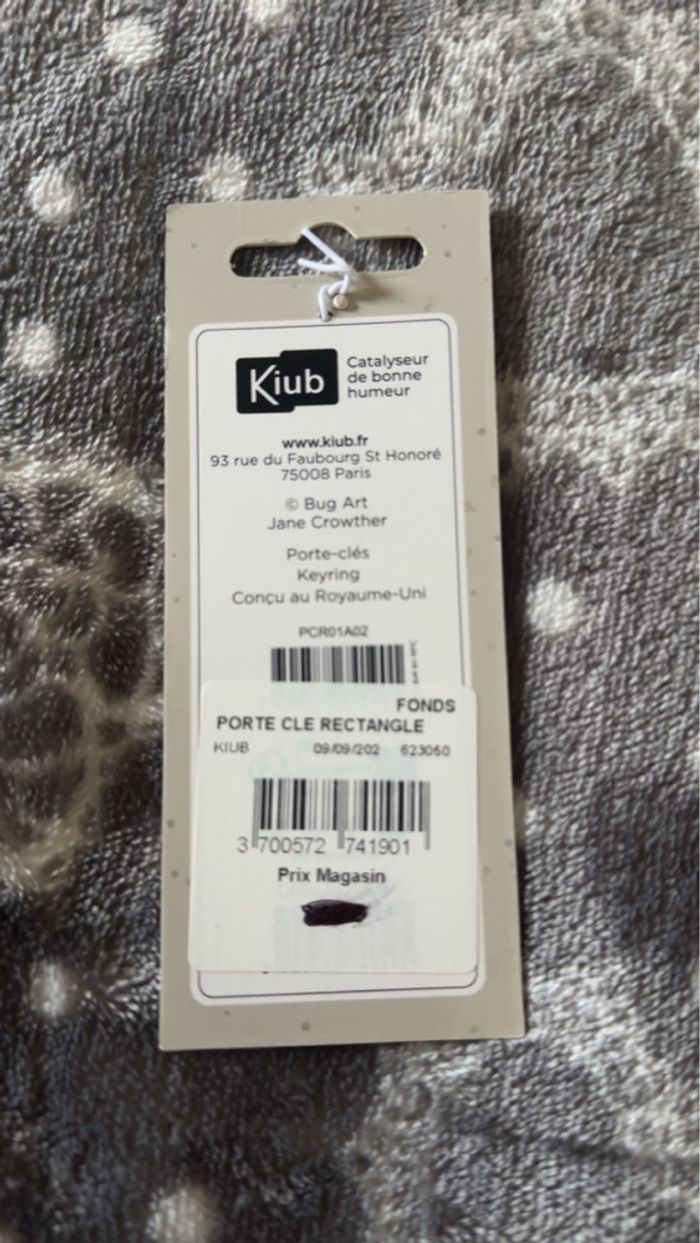 Kiub
Catalyseur
de bonne
humeur
www.kiub.fr
93 rue du Faubourg St Honoré
75008 Paris
© Bug Art
Jane Crowther
Porte-clés
Keyring
Conçu au Royaume-Uni
PCR01A02
FONDS
PORTE CLE RECTANGLE
KIUB 09/09/202 623060
3 700572 741901
Prix Magasin